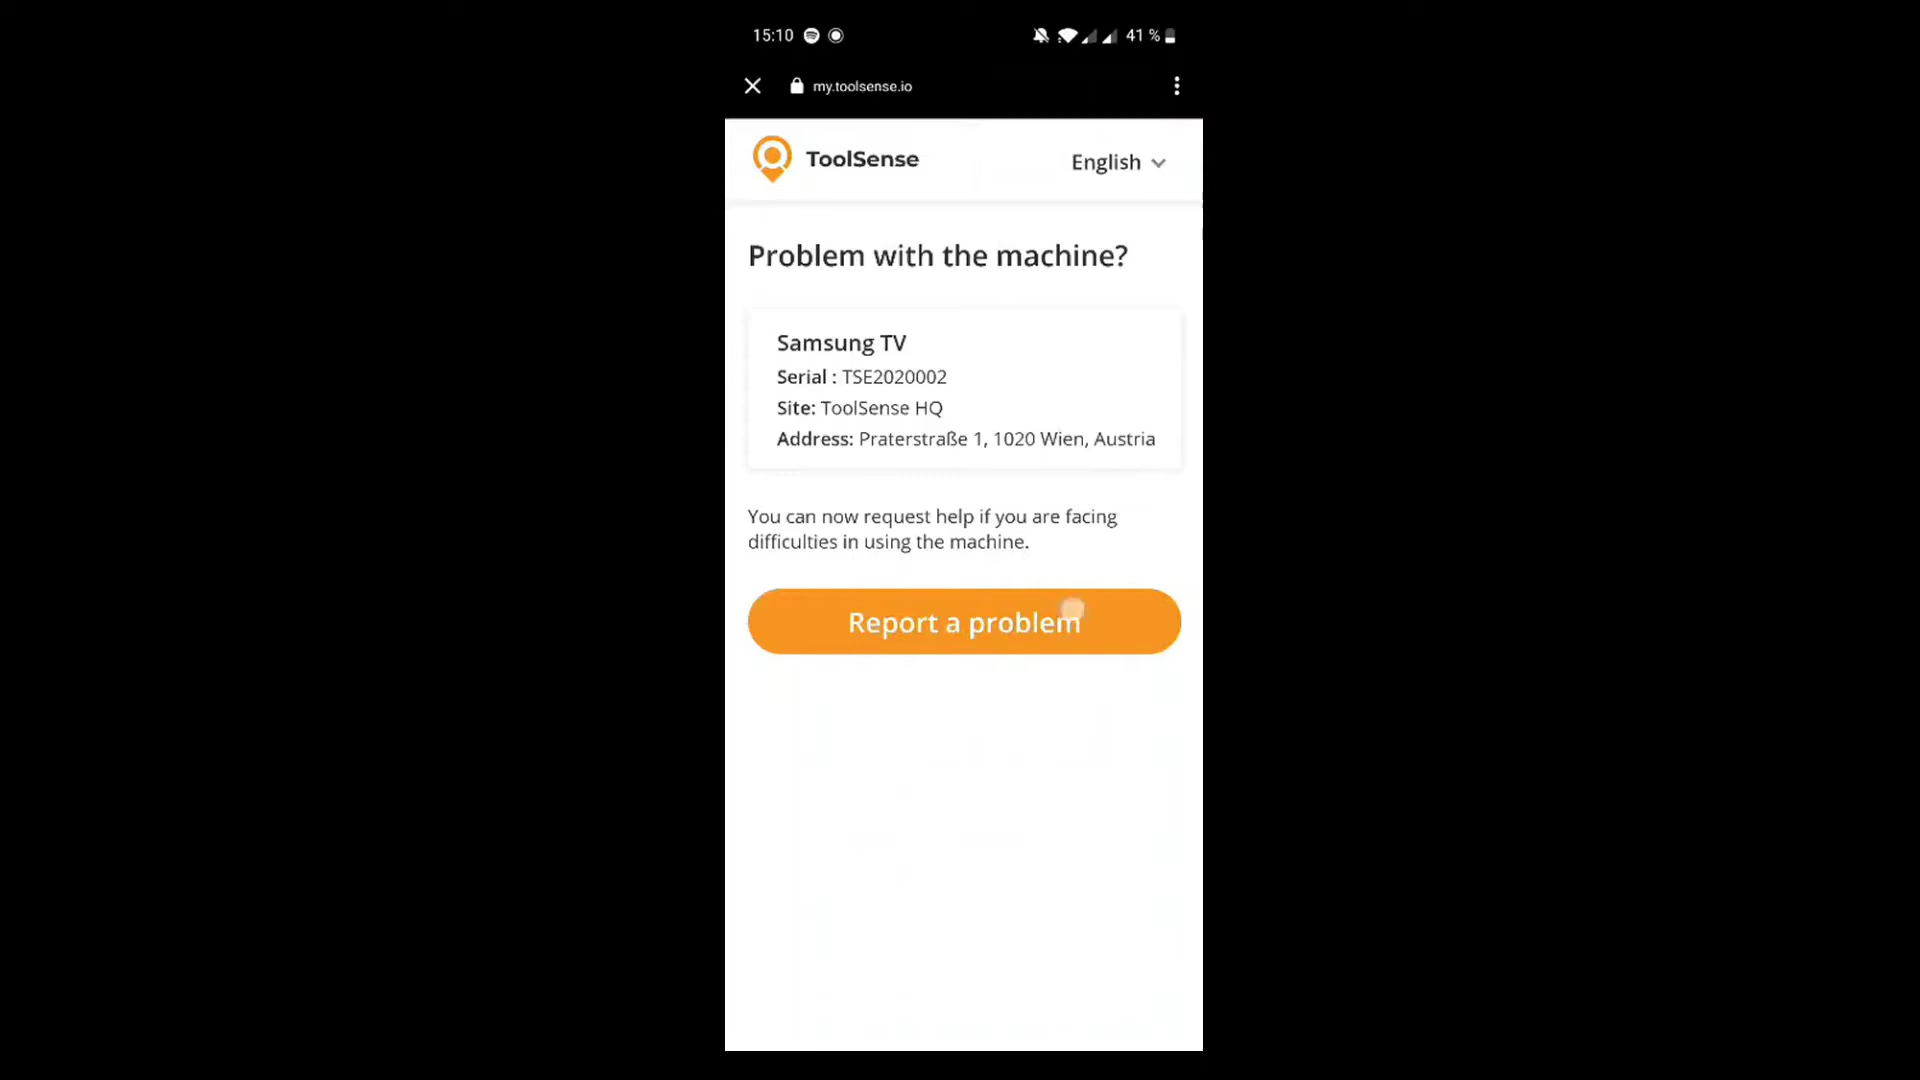 15:10
41 %
my.toolsense.io
ToolSense
English
Problem with the machine?
Samsung TV
Serial : TSE2020002
Site: ToolSense HQ
Address: Praterstraße 1, 1020 Wien, Austria
You can now request help if you are facing
difficulties in using the machine.
Report a problem